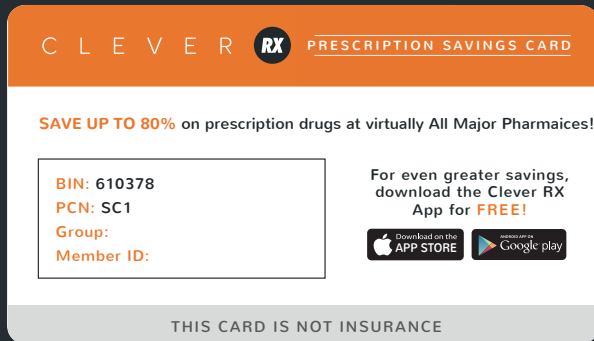 CLEVER RX PRESCRIPTION SAVINGS CARD
SAVE UP TO 80% on prescription drugs at virtually All Major Pharmaices!
BIN: 610378
PCN: SC1
Group:
Member ID:
For even greater savings,
download the Clever RX
App for FREE!
Download on the
APP STORE
ANDROID APP ON
Google play
THIS CARD IS NOT INSURANCE